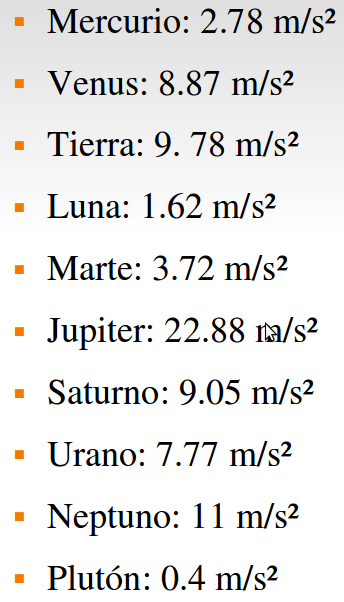 ▪ Mercurio: 2.78 m/s²
▪ Venus: 8.87 m/s²
▪ Tierra: 9. 78 m/s²
▪ Luna: 1.62 m/s²
▪ Marte: 3.72 m/s²
▪ Jupiter: 22.88 m/s²
▪ Saturno: 9.05 m/s²
▪ Urano: 7.77 m/s²
▪ Neptuno: 11 m/s²
▪ Plutón: 0.4 m/s²